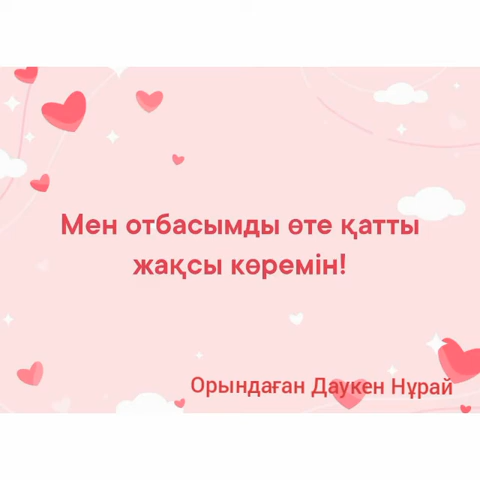 Мен отбасымды өте қатты
жақсы көремін!
Орындаған Даукен Нұрай